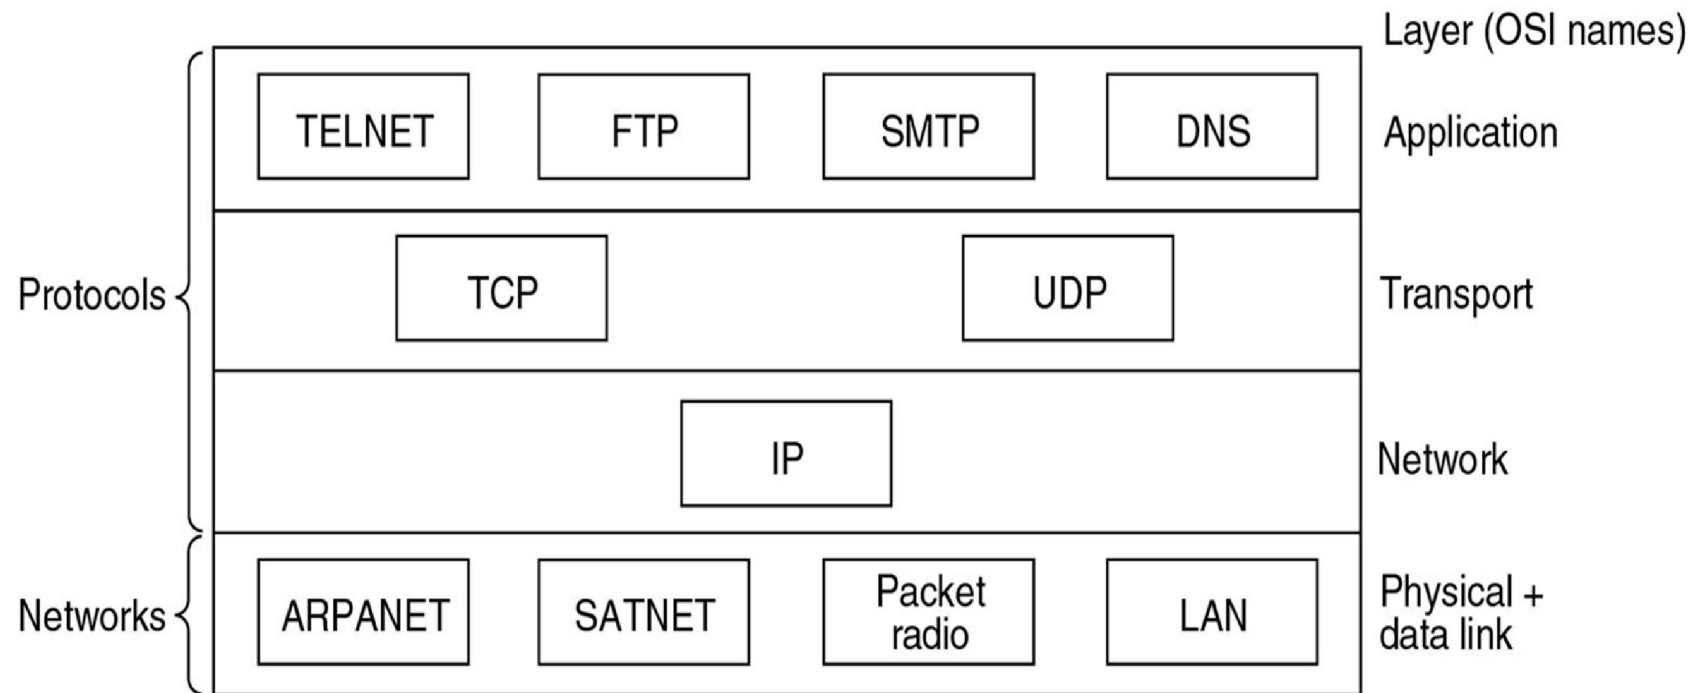 Layer (OSI names)
TELNET FTP SMTP DNS Application
Protocols TCP UDP Transport
IP Network
Networks ARPANET SATNET Packet radio LAN Physical +
data link